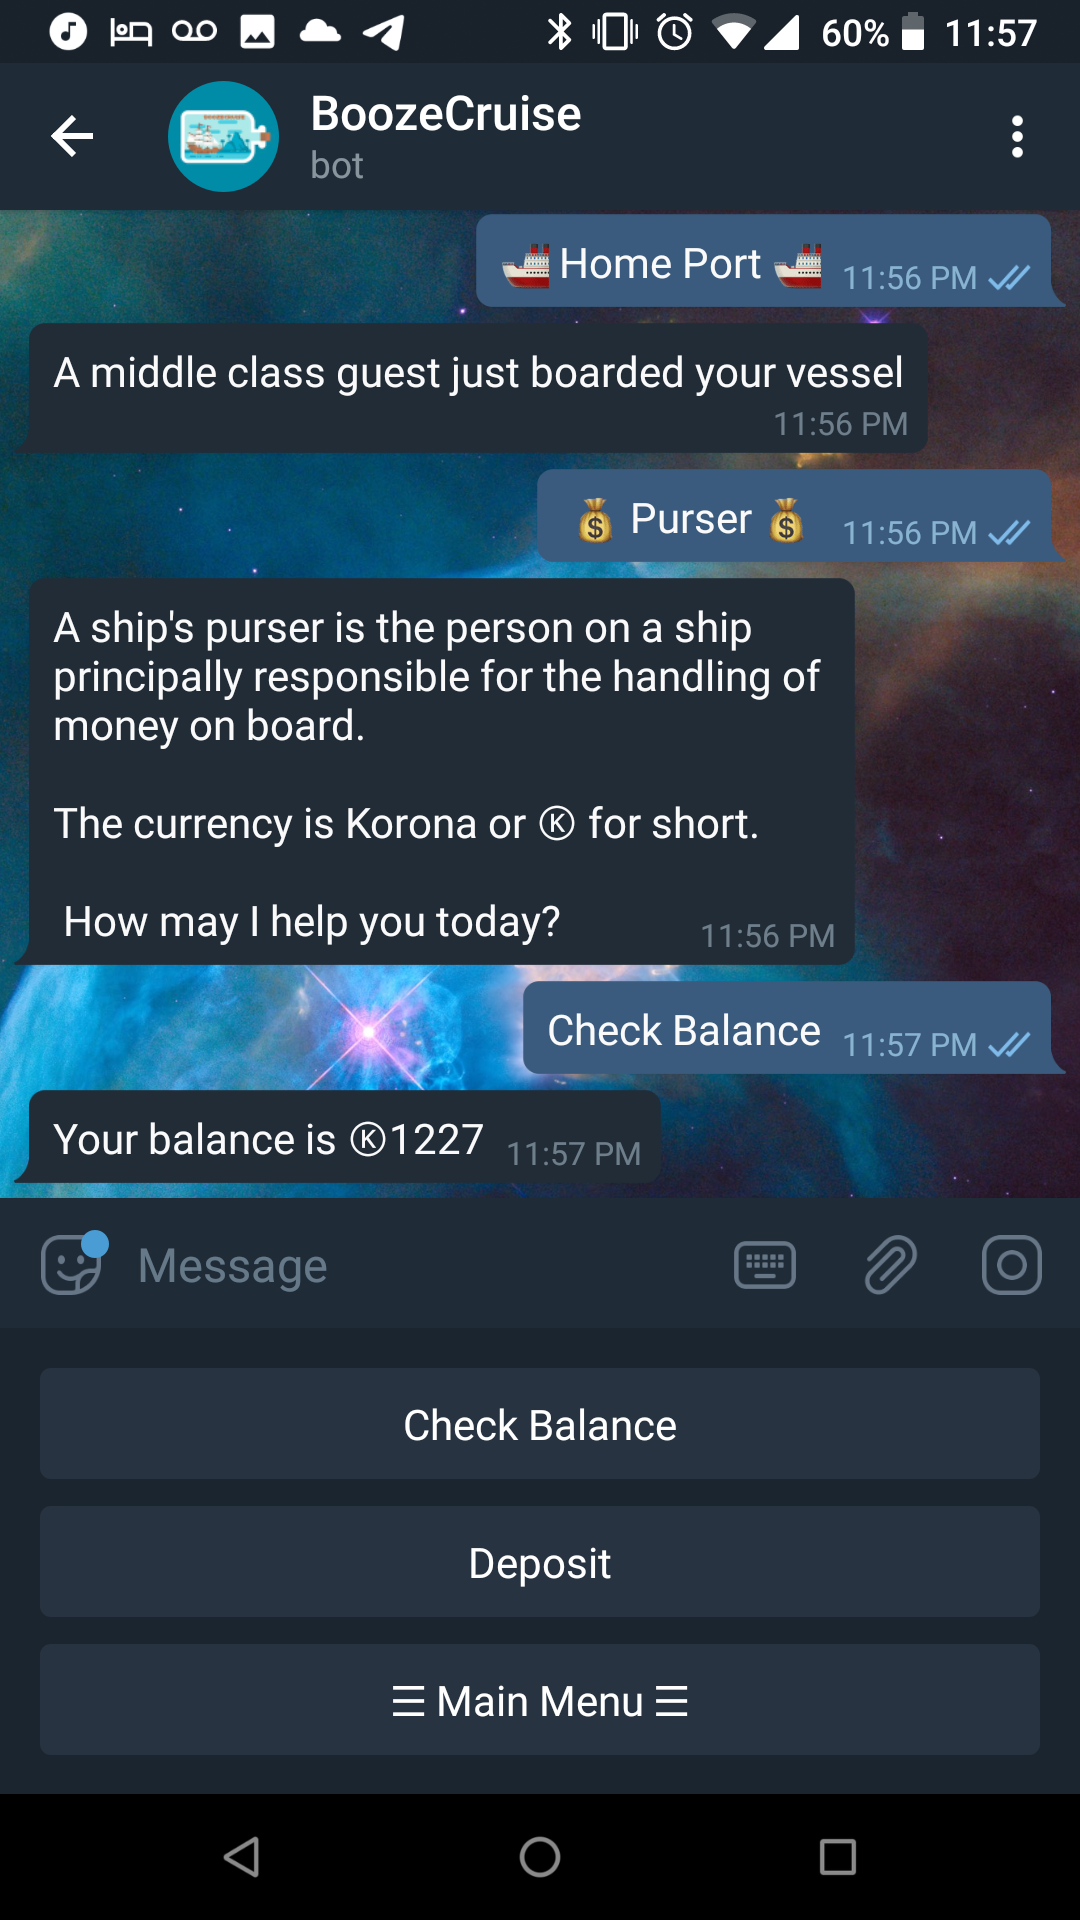 60% 11:57
BoozeCruise
bot
🚢 Home Port 🚢 11:56 PM
A middle class guest just boarded your vessel
11:56 PM
💰 Purser 💰 11:56 PM
A ship's purser is the person on a ship
principally responsible for the handling of
money on board.
The currency is Korona or Ⓚ for short.
How may I help you today? 11:56 PM
Check Balance 11:57 PM
Your balance is Ⓚ1227 11:57 PM
Message
Check Balance
Deposit
☰ Main Menu ☰